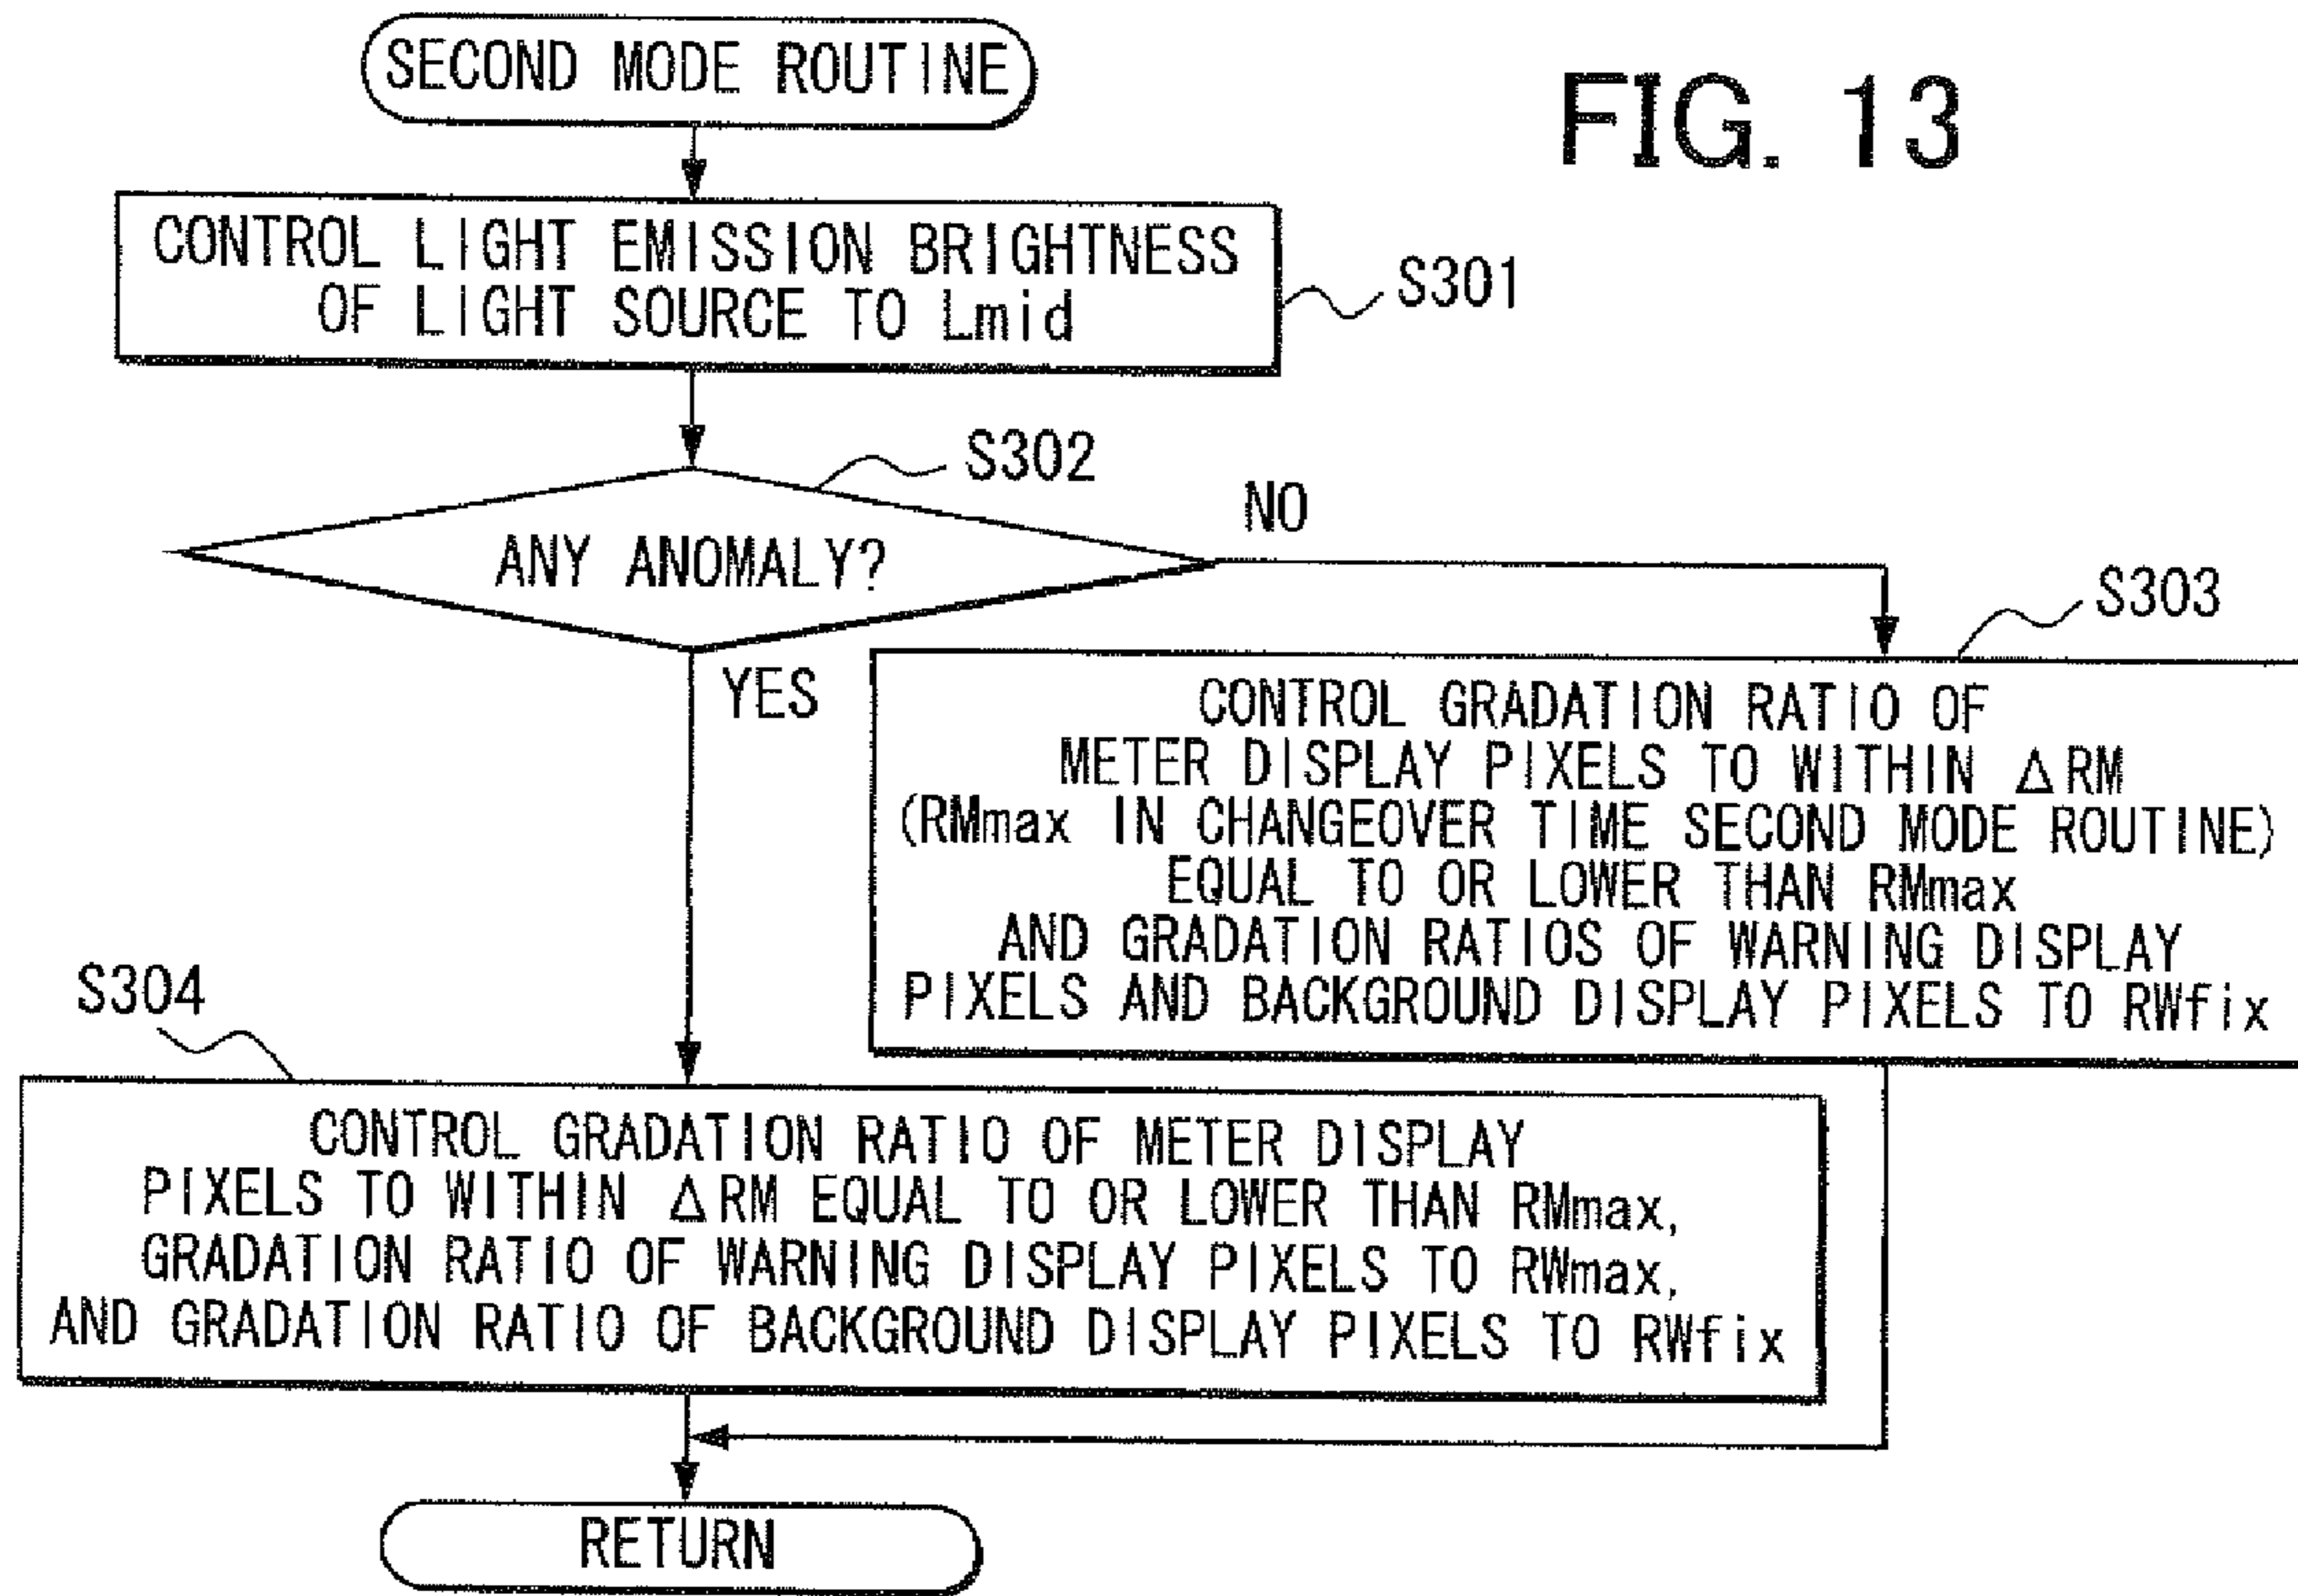 SECOND MODE ROUTINE
FIG. 13
CONTROL LIGHT EMISSION BRIGHTNESS
OF LIGHT SOURCE TO Lmid
S301
S302
ANY ANOMALY?
NO
YES
S303
CONTROL GRADATION RATIO OF
METER DISPLAY PIXELS TO WITHIN ΔRM
(RMmax IN CHANGEOVER TIME SECOND MODE ROUTINE)
EQUAL TO OR LOWER THAN RMmax
AND GRADATION RATIOS OF WARNING DISPLAY
PIXELS AND BACKGROUND DISPLAY PIXELS TO RWfix
S304
CONTROL GRADATION RATIO OF METER DISPLAY
PIXELS TO WITHIN ΔRM EQUAL TO OR LOWER THAN RMmax,
GRADATION RATIO OF WARNING DISPLAY PIXELS TO RWmax,
AND GRADATION RATIO OF BACKGROUND DISPLAY PIXELS TO RWfix
RETURN